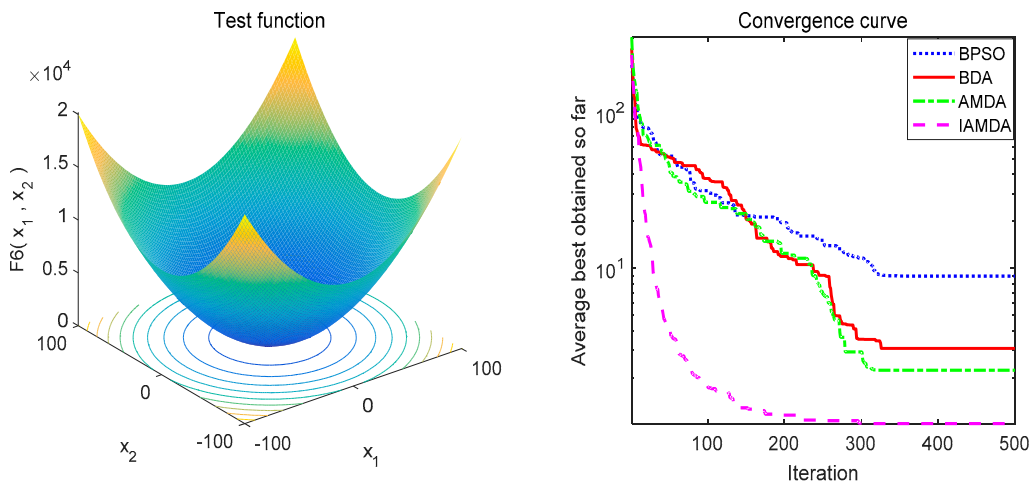 Test function
×10⁴
2
1.5
1
0.5
0
F6( x₁ , x₂ )
100
0
-100
x₂
-100
0
100
x₁
Convergence curve
Average best obtained so far
10²
10¹
BPSO
BDA
AMDA
IAMDA
100 200 300 400 500
Iteration